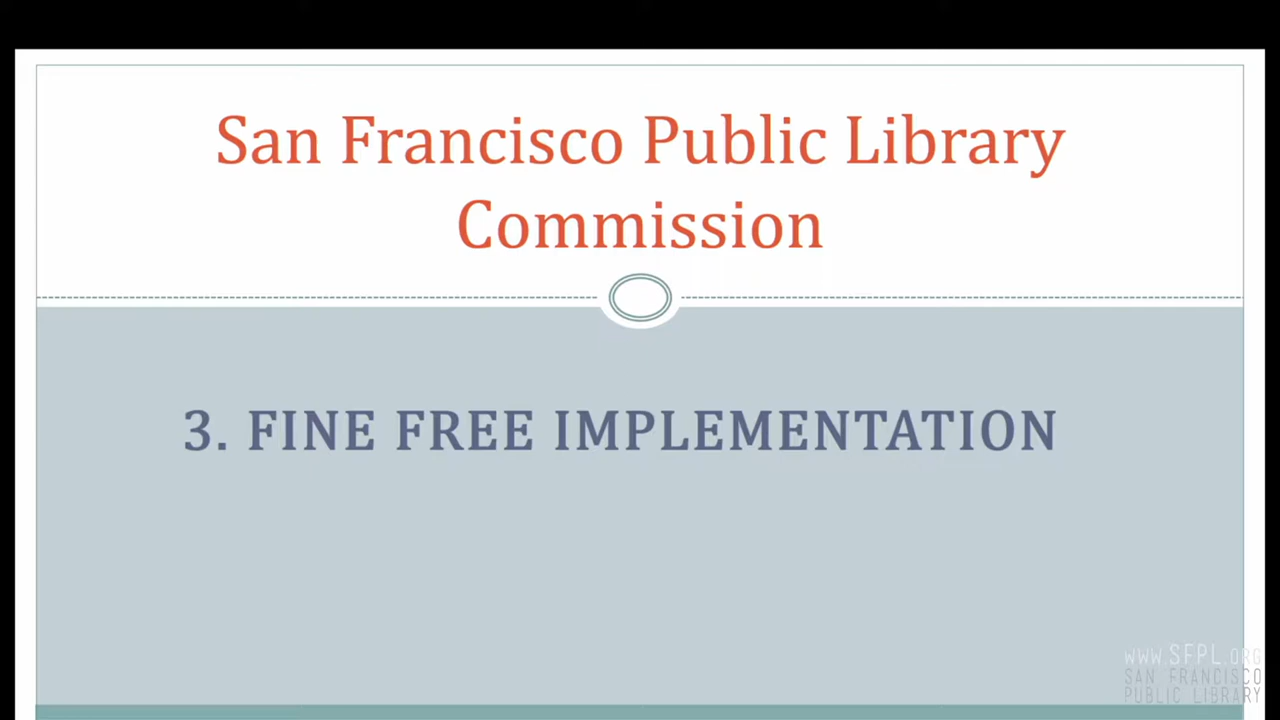 San Francisco Public Library
Commission
3. FINE FREE IMPLEMENTATION
www.SFPL.ORG
SAN FRANCISCO
PUBLIC LIBRARY